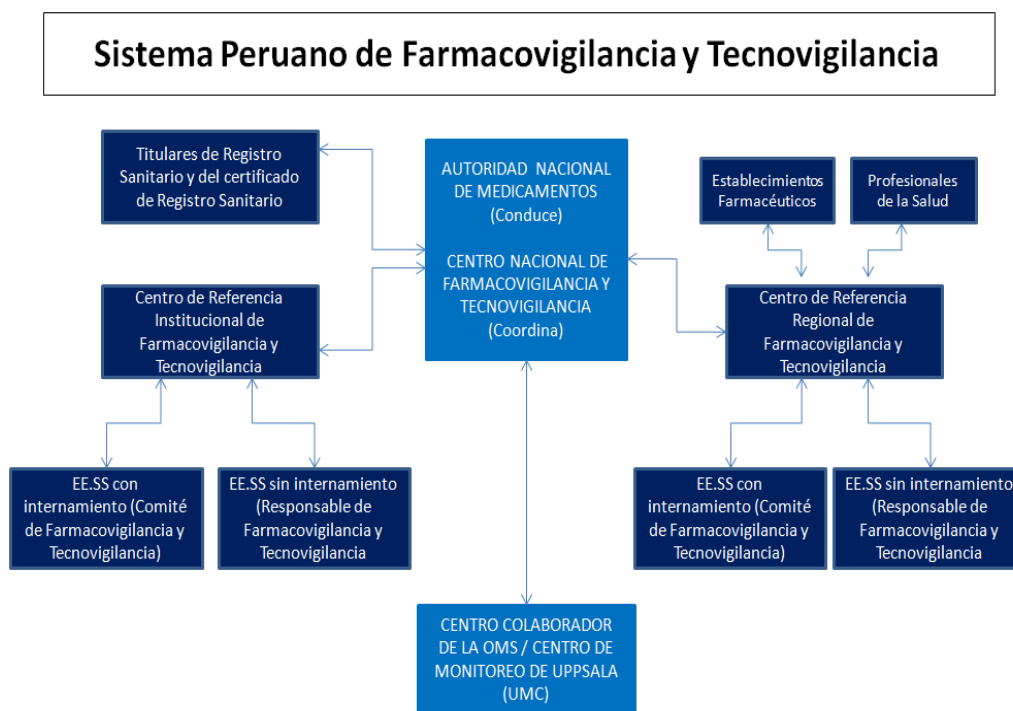 Sistema Peruano de Farmacovigilancia y Tecnovigilancia
Titulares de Registro
Sanitario y del certificado
de Registro Sanitario
AUTORIDAD NACIONAL
DE MEDICAMENTOS
(Conduce)
CENTRO NACIONAL DE
FARMACOVIGILANCIA Y
TECNOVIGILANCIA
(Coordina)
Establecimientos
Farmacéuticos
Profesionales
de la Salud
Centro de Referencia
Institucional de
Farmacovigilancia y
Tecnovigilancia
Centro de Referencia
Regional de
Farmacovigilancia y
Tecnovigilancia
EE.SS con
internamiento (Comité
de Farmacovigilancia y
Tecnovigilancia)
EE.SS sin internamiento
(Responsable de
Farmacovigilancia y
Tecnovigilancia
EE.SS con
internamiento (Comité
de Farmacovigilancia y
Tecnovigilancia)
EE.SS sin internamiento
(Responsable de
Farmacovigilancia y
Tecnovigilancia
CENTRO COLABORADOR
DE LA OMS / CENTRO DE
MONITOREO DE UPPSALA
(UMC)